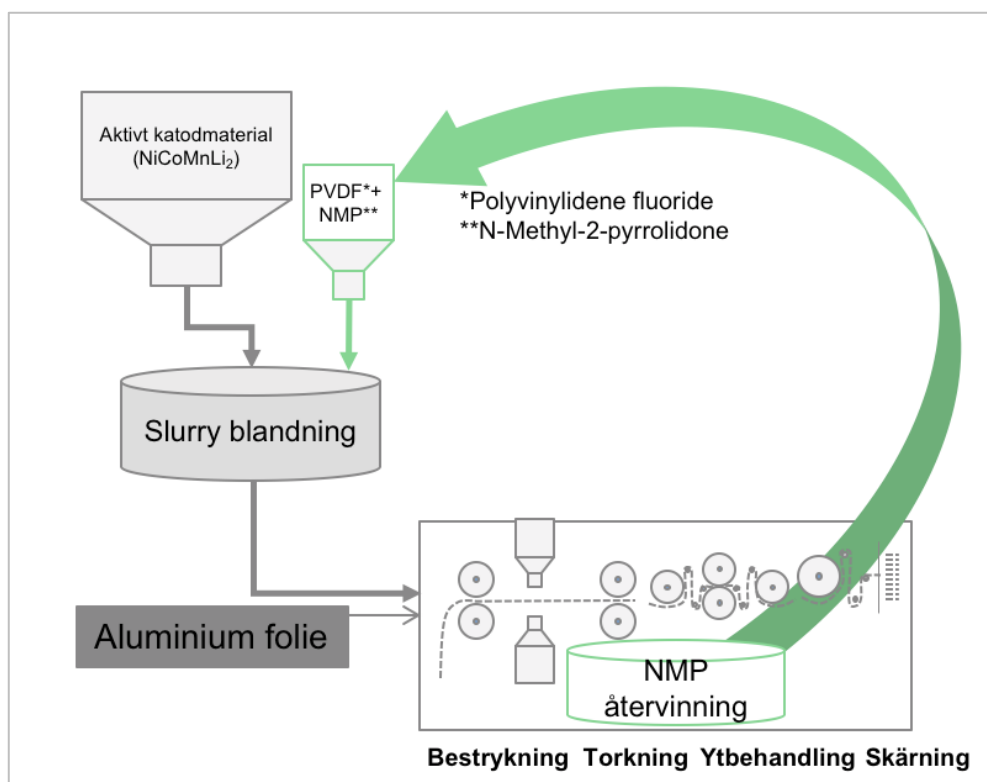 Aktivt katodmaterial
(NiCoMnLi₂)
PVDF*+
NMP**
*Polyvinylidene fluoride
**N-Methyl-2-pyrrolidone
Slurry blandning
Aluminium folie
NMP
återvinning
Bestrykning Torkning Ytbehandling Skärning